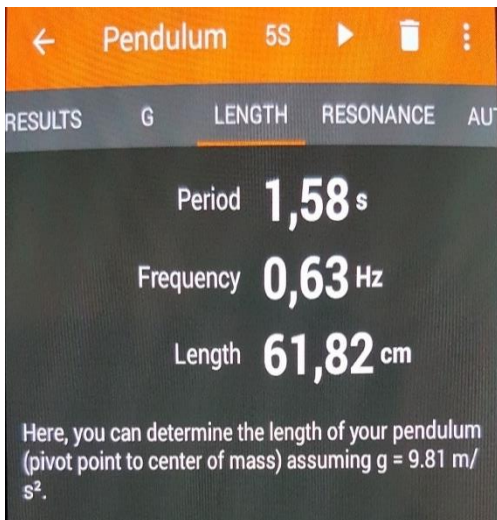 Pendulum 5S
RESULTS G LENGTH RESONANCE AUT
Period 1,58 s
Frequency 0,63 Hz
Length 61,82 cm
Here, you can determine the length of your pendulum
(pivot point to center of mass) assuming g = 9.81 m/
s².